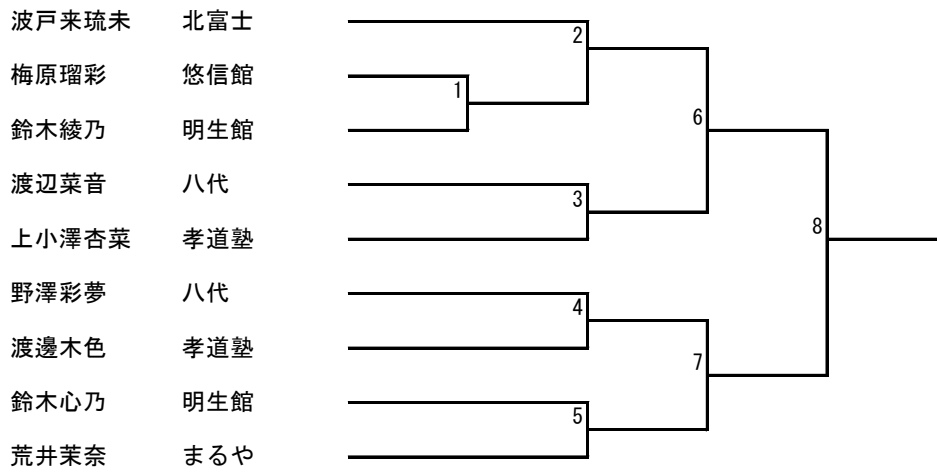 波戸来琉未 北富士
2
梅原瑠彩 悠信館
1
鈴木綾乃 明生館
6
渡辺菜音 八代
3
上小澤杏菜 孝道塾
8
野澤彩夢 八代
4
渡邊木色 孝道塾
7
鈴木心乃 明生館
5
荒井茉奈 まるや